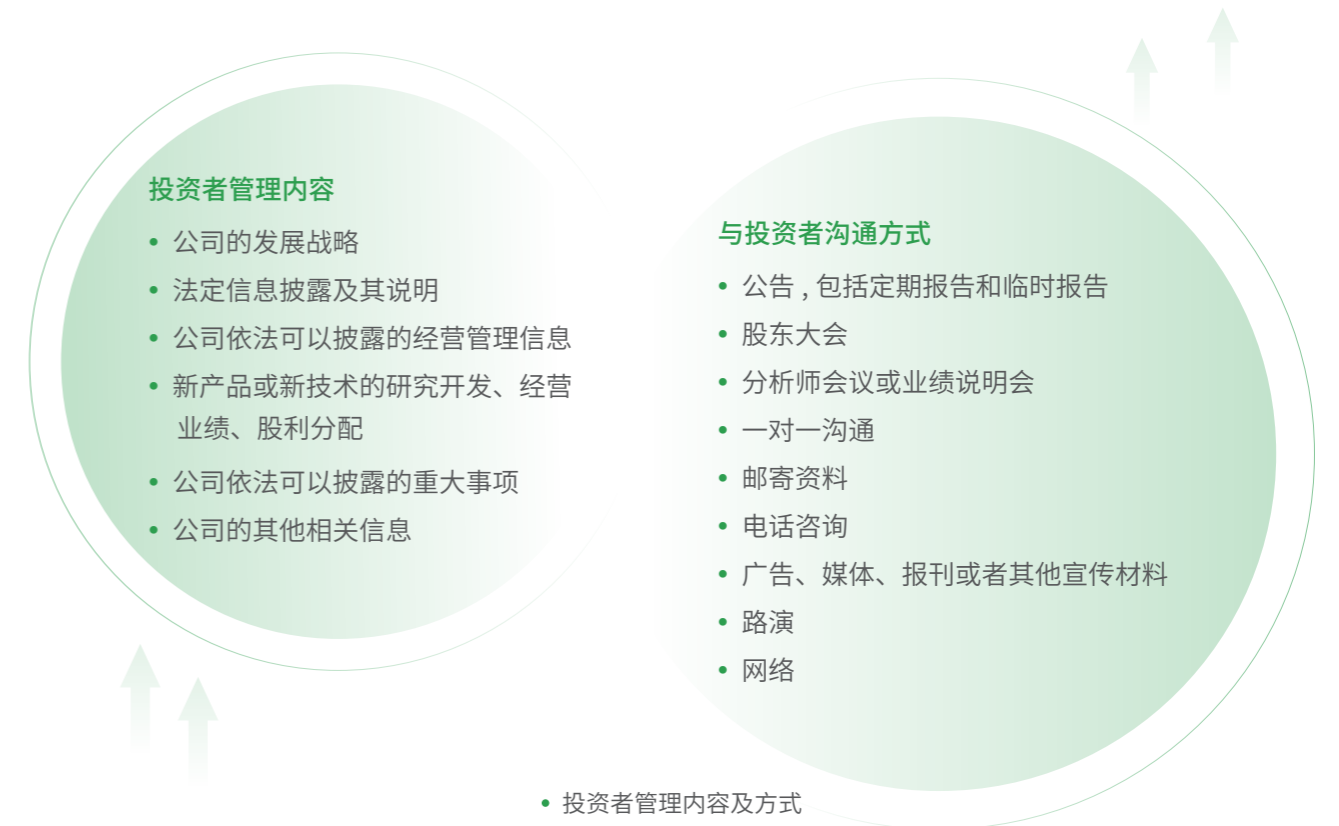 投资者管理内容
• 公司的发展战略
• 法定信息披露及其说明
• 公司依法可以披露的经营管理信息
• 新产品或新技术的研究开发、经营
业绩、股利分配
• 公司依法可以披露的重大事项
• 公司的其他相关信息
与投资者沟通方式
• 公告 , 包括定期报告和临时报告
• 股东大会
• 分析师会议或业绩说明会
• 一对一沟通
• 邮寄资料
• 电话咨询
• 广告、媒体、报刊或者其他宣传材料
• 路演
• 网络
• 投资者管理内容及方式